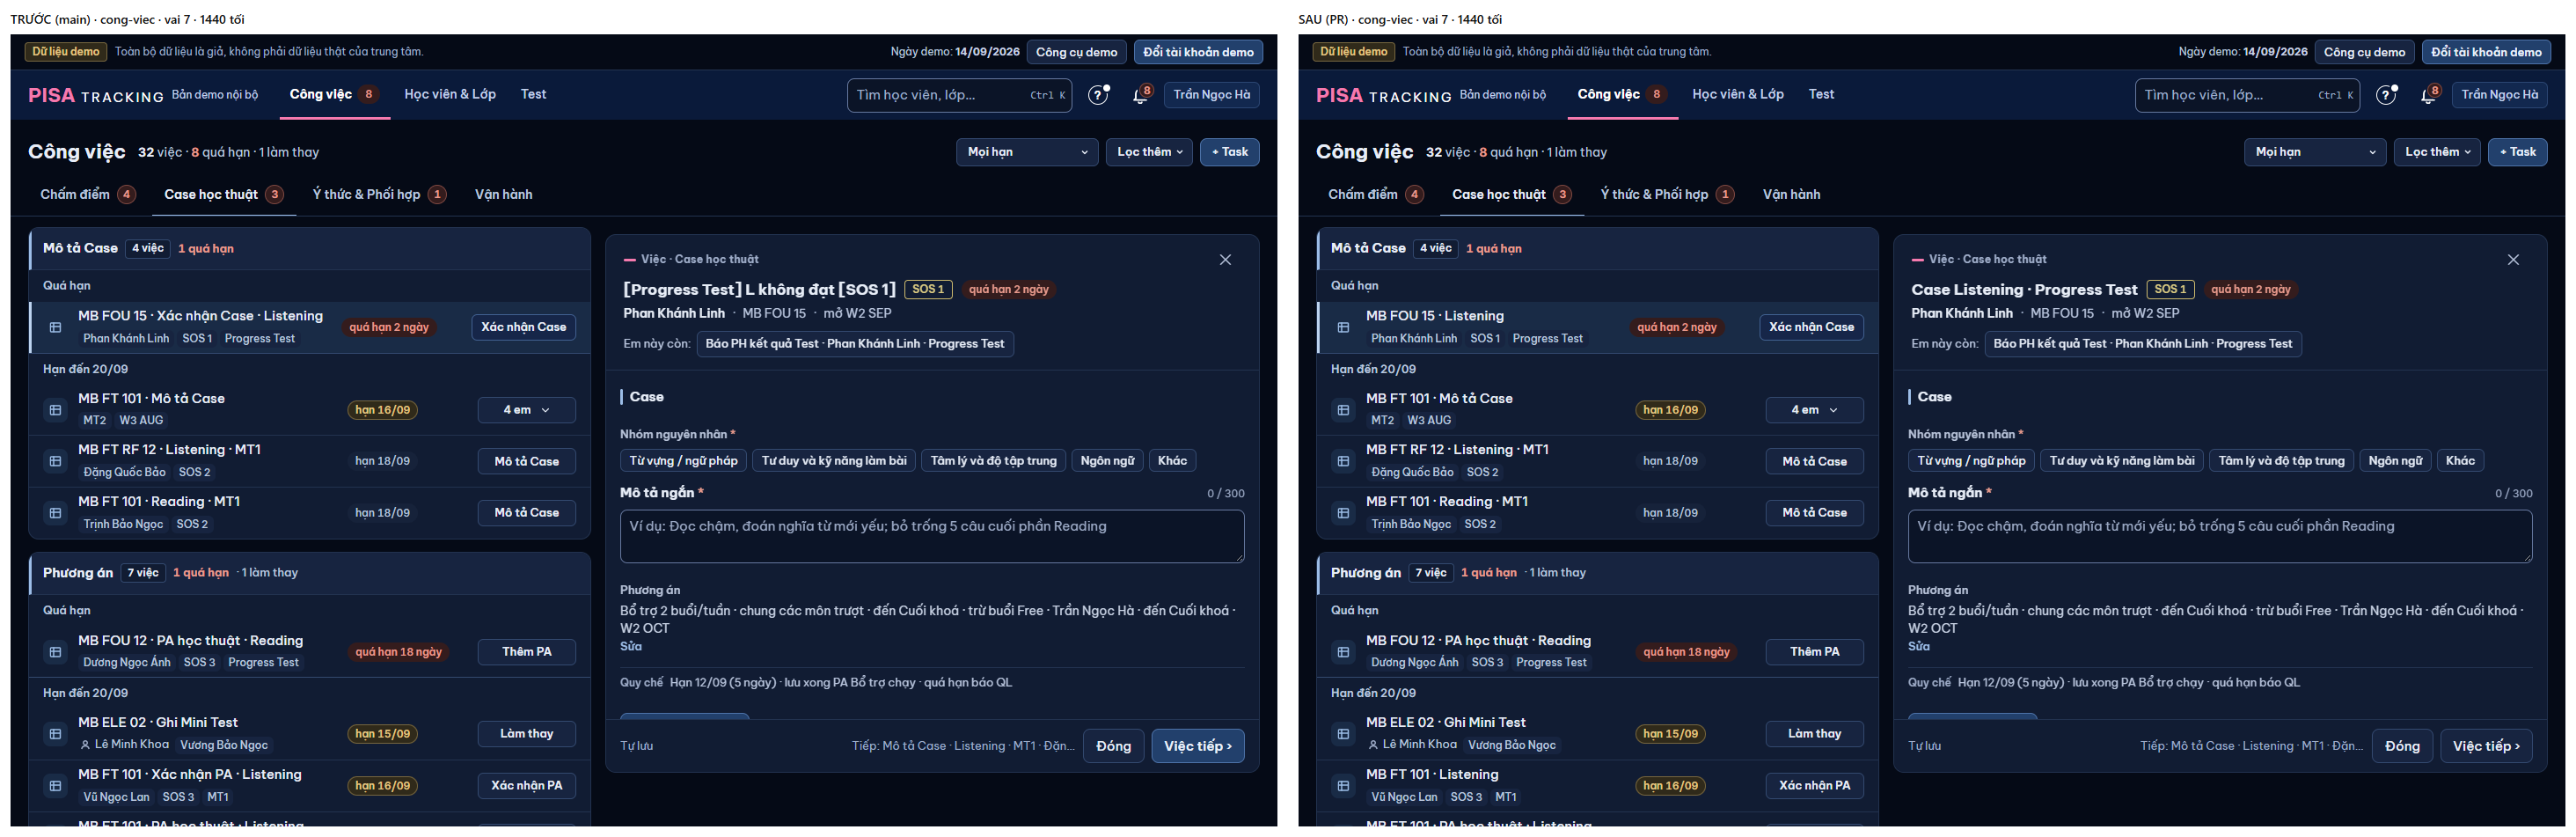 TRƯỚC (main) · cong-viec · vai 7 · 1440 tối
Dữ liệu demo Toàn bộ dữ liệu là giả, không phải dữ liệu thật của trung tâm. Ngày demo: 14/09/2026 Công cụ demo Đổi tài khoản demo
PISA TRACKING Bản demo nội bộ Công việc 8 Học viên & Lớp Test Tìm học viên, lớp... Ctrl K ? 8 Trần Ngọc Hà
Công việc 32 việc · 8 quá hạn · 1 làm thay Mọi hạn Lọc thêm + Task
Chấm điểm 4 Case học thuật 3 Ý thức & Phối hợp 1 Vận hành
Mô tả Case 4 việc 1 quá hạn
Quá hạn
MB FOU 15 · Xác nhận Case · Listening quá hạn 2 ngày Xác nhận Case
Phan Khánh Linh SOS 1 Progress Test
Hạn đến 20/09
MB FT 101 · Mô tả Case hạn 16/09 4 em
MT2 W3 AUG
MB FT RF 12 · Listening · MT1 hạn 18/09 Mô tả Case
Đặng Quốc Bảo SOS 2
MB FT 101 · Reading · MT1 hạn 18/09 Mô tả Case
Trịnh Bảo Ngọc SOS 2
Phương án 7 việc 1 quá hạn · 1 làm thay
Quá hạn
MB FOU 12 · PA học thuật · Reading quá hạn 18 ngày Thêm PA
Dương Ngọc Ánh SOS 3 Progress Test
Hạn đến 20/09
MB ELE 02 · Ghi Mini Test hạn 15/09 Làm thay
Lê Minh Khoa Vương Bảo Ngọc
MB FT 101 · Xác nhận PA · Listening hạn 16/09 Xác nhận PA
Vũ Ngọc Lan SOS 3 MT1
MB FT 101 · PA học thuật · Listening
Việc · Case học thuật
[Progress Test] L không đạt [SOS 1] SOS 1 quá hạn 2 ngày
Phan Khánh Linh · MB FOU 15 · mở W2 SEP
Em này còn: Báo PH kết quả Test · Phan Khánh Linh · Progress Test
Case
Nhóm nguyên nhân *
Từ vựng / ngữ pháp Tư duy và kỹ năng làm bài Tâm lý và độ tập trung Ngôn ngữ Khác
Mô tả ngắn * 0 / 300
Ví dụ: Đọc chậm, đoán nghĩa từ mới yếu; bỏ trống 5 câu cuối phần Reading
Phương án
Bổ trợ 2 buổi/tuần · chung các môn trượt · đến Cuối khoá · trừ buổi Free · Trần Ngọc Hà · đến Cuối khoá ·
W2 OCT
Sửa
Quy chế Hạn 12/09 (5 ngày) · lưu xong PA Bổ trợ chạy · quá hạn báo QL
Tự lưu Tiếp: Mô tả Case · Listening · MT1 · Đặn... Đóng Việc tiếp ›
SAU (PR) · cong-viec · vai 7 · 1440 tối
Dữ liệu demo Toàn bộ dữ liệu là giả, không phải dữ liệu thật của trung tâm. Ngày demo: 14/09/2026 Công cụ demo Đổi tài khoản demo
PISA TRACKING Bản demo nội bộ Công việc 8 Học viên & Lớp Test Tìm học viên, lớp... Ctrl K ? 8 Trần Ngọc Hà
Công việc 32 việc · 8 quá hạn · 1 làm thay Mọi hạn Lọc thêm + Task
Chấm điểm 4 Case học thuật 3 Ý thức & Phối hợp 1 Vận hành
Mô tả Case 4 việc 1 quá hạn
Quá hạn
MB FOU 15 · Listening quá hạn 2 ngày Xác nhận Case
Phan Khánh Linh SOS 1 Progress Test
Hạn đến 20/09
MB FT 101 · Mô tả Case hạn 16/09 4 em
MT2 W3 AUG
MB FT RF 12 · Listening · MT1 hạn 18/09 Mô tả Case
Đặng Quốc Bảo SOS 2
MB FT 101 · Reading · MT1 hạn 18/09 Mô tả Case
Trịnh Bảo Ngọc SOS 2
Phương án 7 việc 1 quá hạn · 1 làm thay
Quá hạn
MB FOU 12 · PA học thuật · Reading quá hạn 18 ngày Thêm PA
Dương Ngọc Ánh SOS 3 Progress Test
Hạn đến 20/09
MB ELE 02 · Ghi Mini Test hạn 15/09 Làm thay
Lê Minh Khoa Vương Bảo Ngọc
MB FT 101 · Listening hạn 16/09 Xác nhận PA
Vũ Ngọc Lan SOS 3 MT1
MB FT 101 · PA học thuật · Listening
Việc · Case học thuật
Case Listening · Progress Test SOS 1 quá hạn 2 ngày
Phan Khánh Linh · MB FOU 15 · mở W2 SEP
Em này còn: Báo PH kết quả Test · Phan Khánh Linh · Progress Test
Case
Nhóm nguyên nhân *
Từ vựng / ngữ pháp Tư duy và kỹ năng làm bài Tâm lý và độ tập trung Ngôn ngữ Khác
Mô tả ngắn * 0 / 300
Ví dụ: Đọc chậm, đoán nghĩa từ mới yếu; bỏ trống 5 câu cuối phần Reading
Phương án
Bổ trợ 2 buổi/tuần · chung các môn trượt · đến Cuối khoá · trừ buổi Free · Trần Ngọc Hà · đến Cuối khoá ·
W2 OCT
Sửa
Quy chế Hạn 12/09 (5 ngày) · lưu xong PA Bổ trợ chạy · quá hạn báo QL
Tự lưu Tiếp: Mô tả Case · Listening · MT1 · Đặn... Đóng Việc tiếp ›